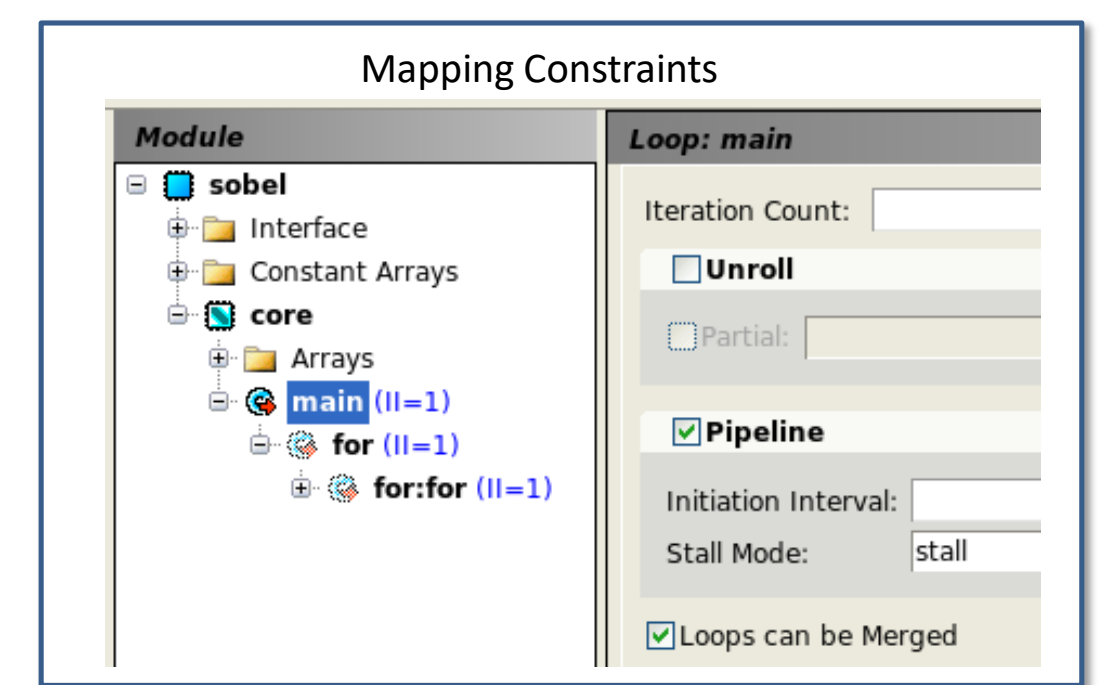 Mapping Constraints
Module
sobel
Interface
Constant Arrays
core
Arrays
main (II=1)
for (II=1)
for:for (II=1)
Loop: main
Iteration Count:
Unroll
Partial:
Pipeline
Initiation Interval:
Stall Mode: stall
Loops can be Merged